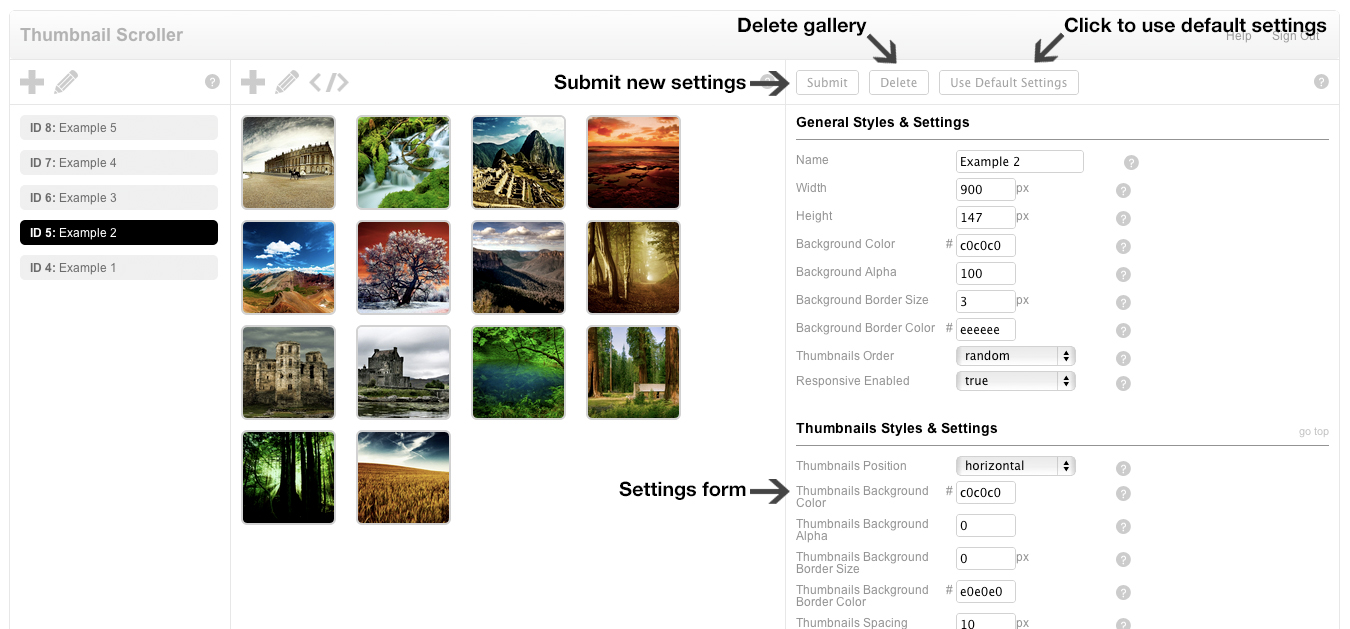 Delete gallery
Click to use default settings
Thumbnail Scroller
Help
Sign Out
Submit new settings
Submit
Delete
Use Default Settings
ID 8: Example 5
ID 7: Example 4
ID 6: Example 3
ID 5: Example 2
ID 4: Example 1
General Styles & Settings
Name Example 2 ?
Width 900 px ?
Height 147 px ?
Background Color # c0c0c0 ?
Background Alpha 100 ?
Background Border Size 3 px ?
Background Border Color # eeeeee ?
Thumbnails Order random ?
Responsive Enabled true ?
Thumbnails Styles & Settings
go top
Thumbnails Position horizontal ?
Settings form
Thumbnails Background # c0c0c0 ?
Color
Thumbnails Background 0 ?
Alpha
Thumbnails Background 0 px ?
Border Size
Thumbnails Background # e0e0e0 ?
Border Color
Thumbnails Spacing 10 px ?